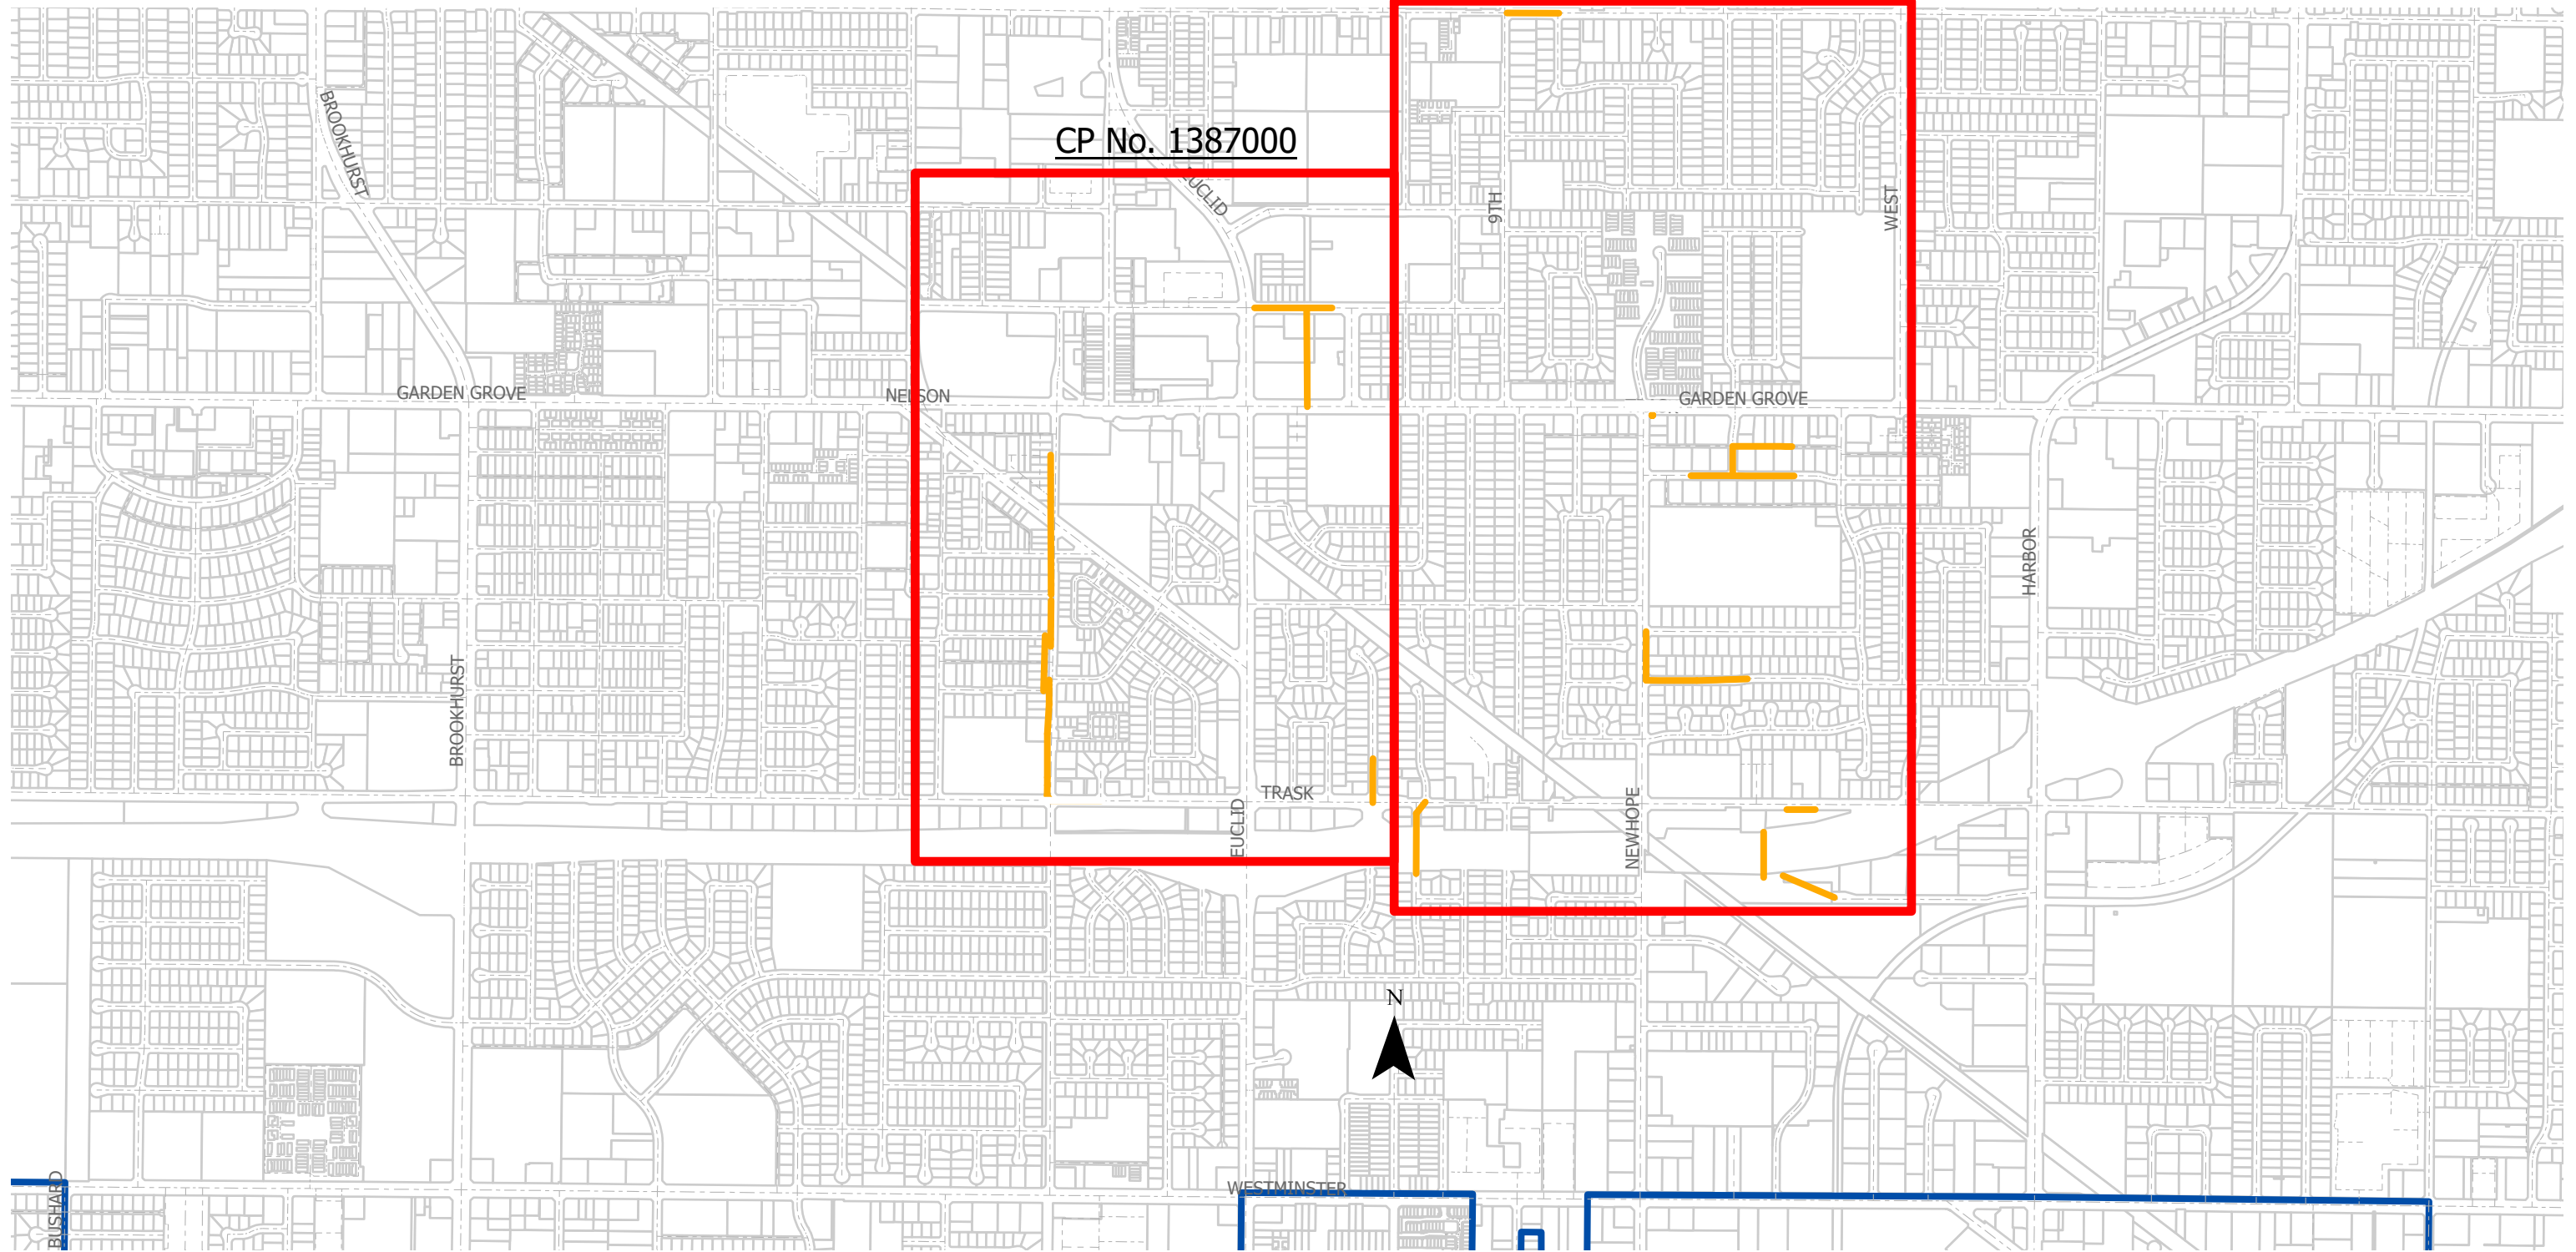 CP No. 1387000
BROOKHURST
EUCLID
9TH
WEST
GARDEN GROVE
NELSON
GARDEN GROVE
HARBOR
BROOKHURST
TRASK
EUCLID
NEWHOPE
N
WESTMINSTER
BUSHARD